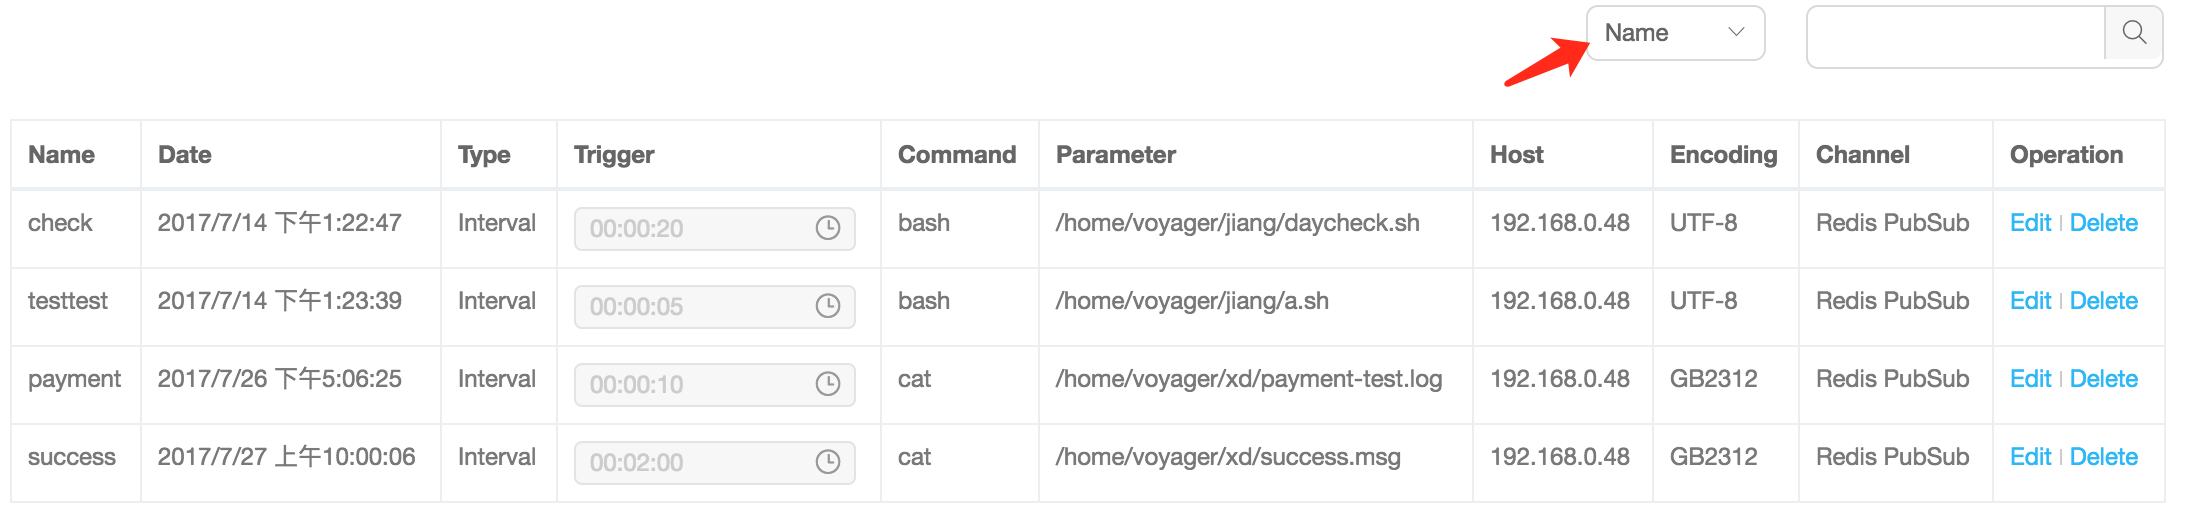 Name
Name Date Type Trigger Command Parameter Host Encoding Channel Operation
check 2017/7/14 下午1:22:47 Interval 00:00:20 bash /home/voyager/jiang/daycheck.sh 192.168.0.48 UTF-8 Redis PubSub Edit | Delete
testtest 2017/7/14 下午1:23:39 Interval 00:00:05 bash /home/voyager/jiang/a.sh 192.168.0.48 UTF-8 Redis PubSub Edit | Delete
payment 2017/7/26 下午5:06:25 Interval 00:00:10 cat /home/voyager/xd/payment-test.log 192.168.0.48 GB2312 Redis PubSub Edit | Delete
success 2017/7/27 上午10:00:06 Interval 00:02:00 cat /home/voyager/xd/success.msg 192.168.0.48 GB2312 Redis PubSub Edit | Delete